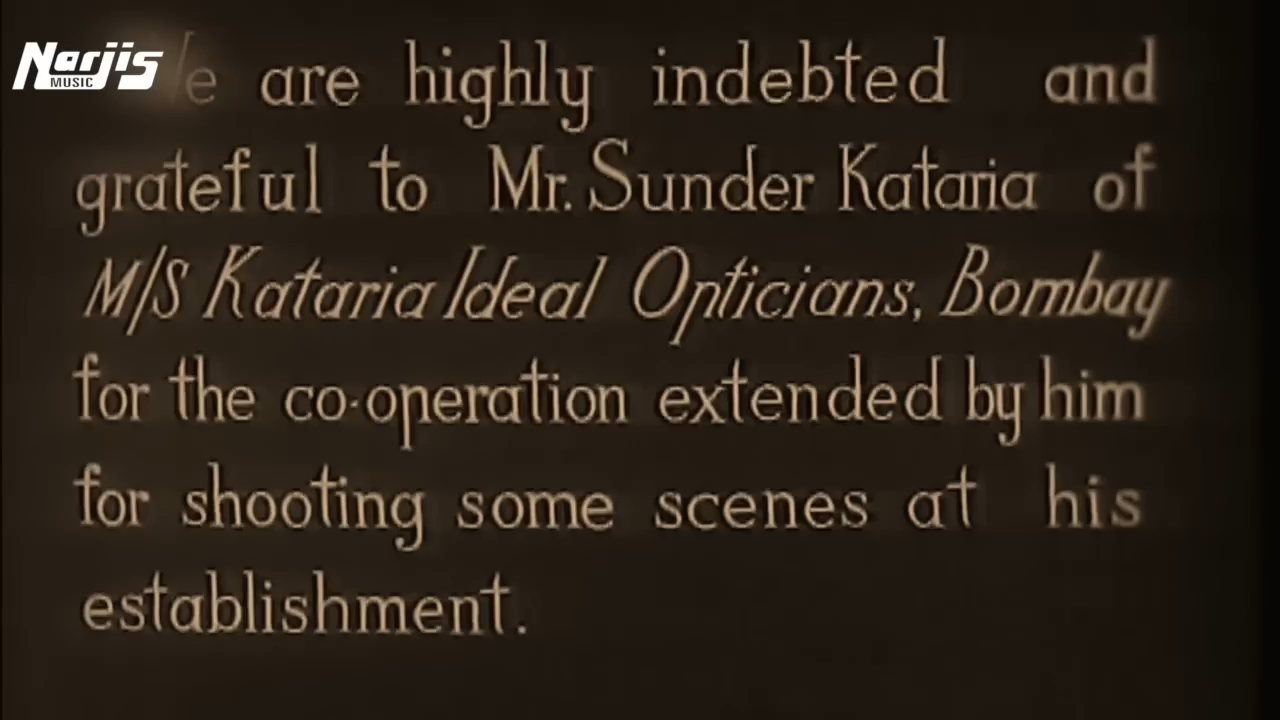 Narjis
MUSIC
We are highly indebted and
grateful to Mr. Sunder Kataria of
M/S Kataria Ideal Opticians, Bombay
for the co-operation extended by him
for shooting some scenes at his
establishment.